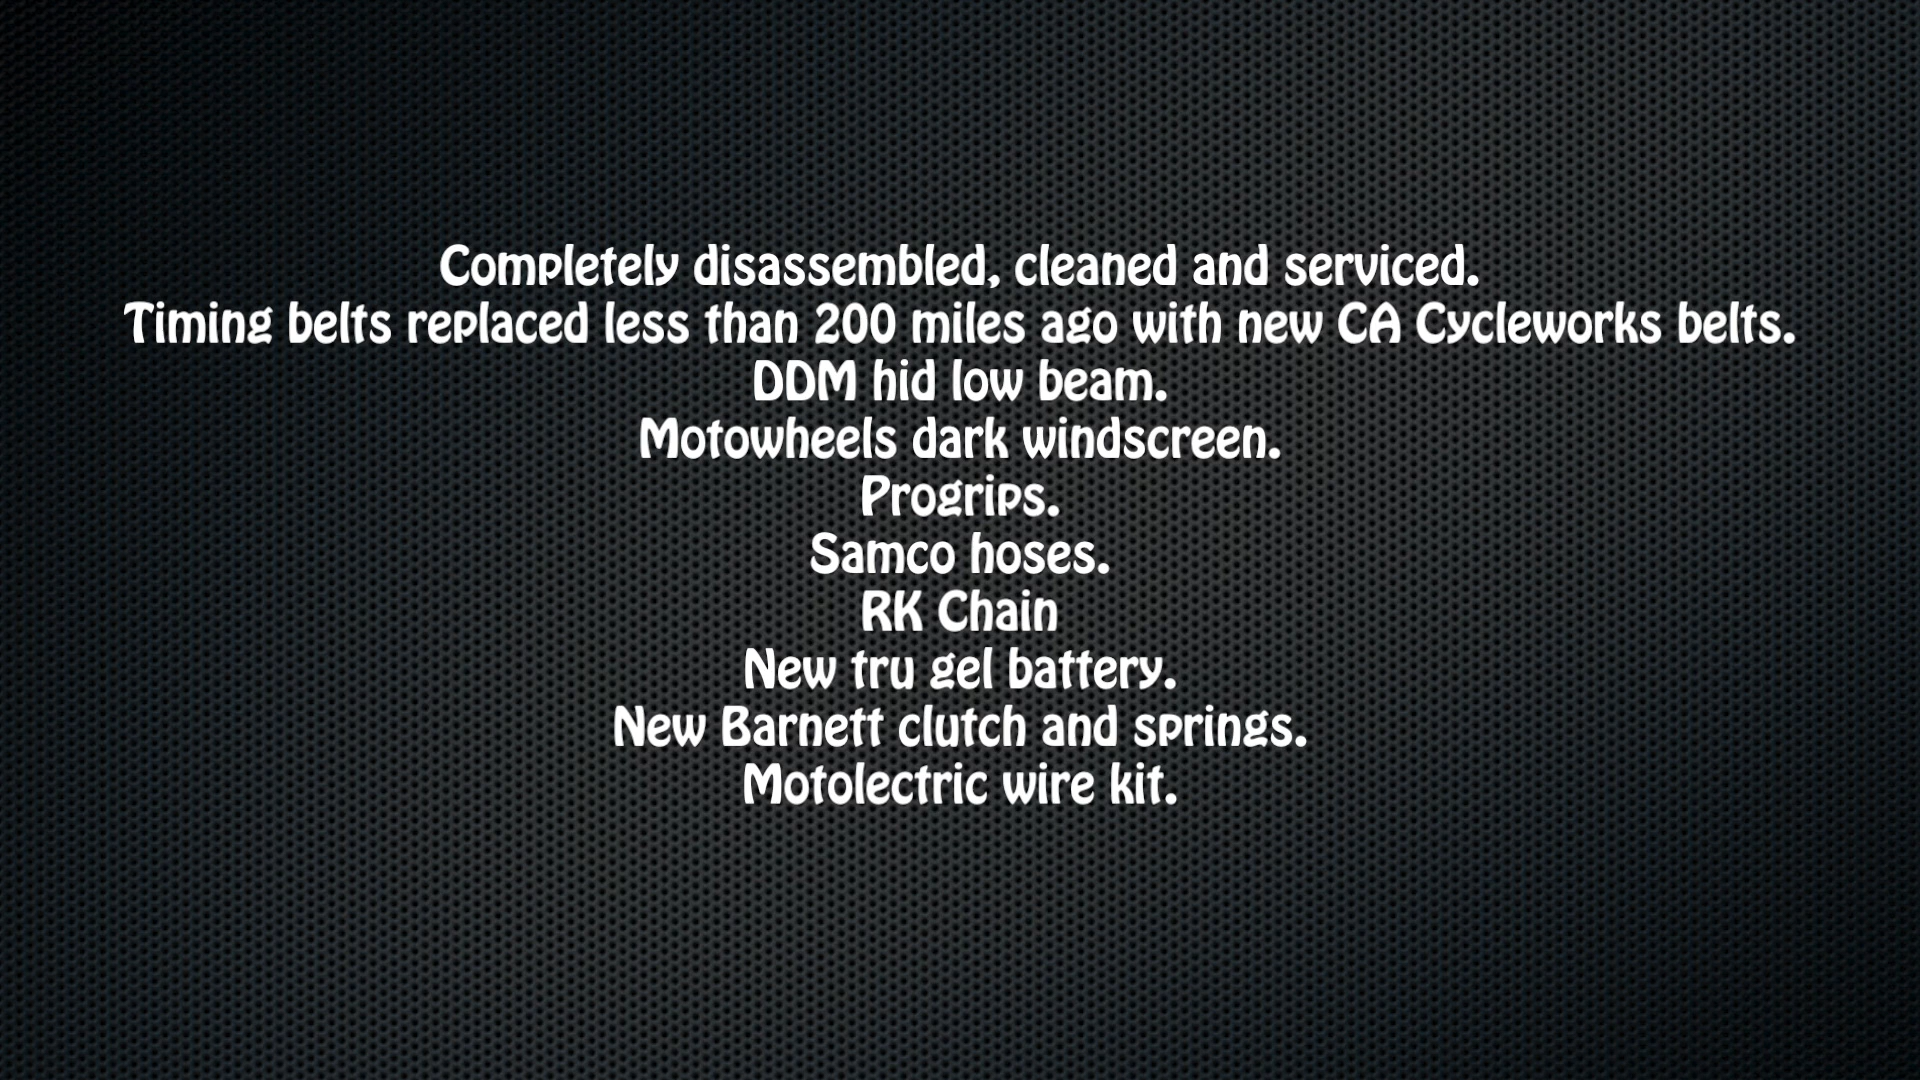 Completely disassembled, cleaned and serviced.
Timing belts replaced less than 200 miles ago with new CA Cycleworks belts.
DDM hid low beam.
Motowheels dark windscreen.
Progrips.
Samco hoses.
RK Chain
New tru gel battery.
New Barnett clutch and springs.
Motolectric wire kit.